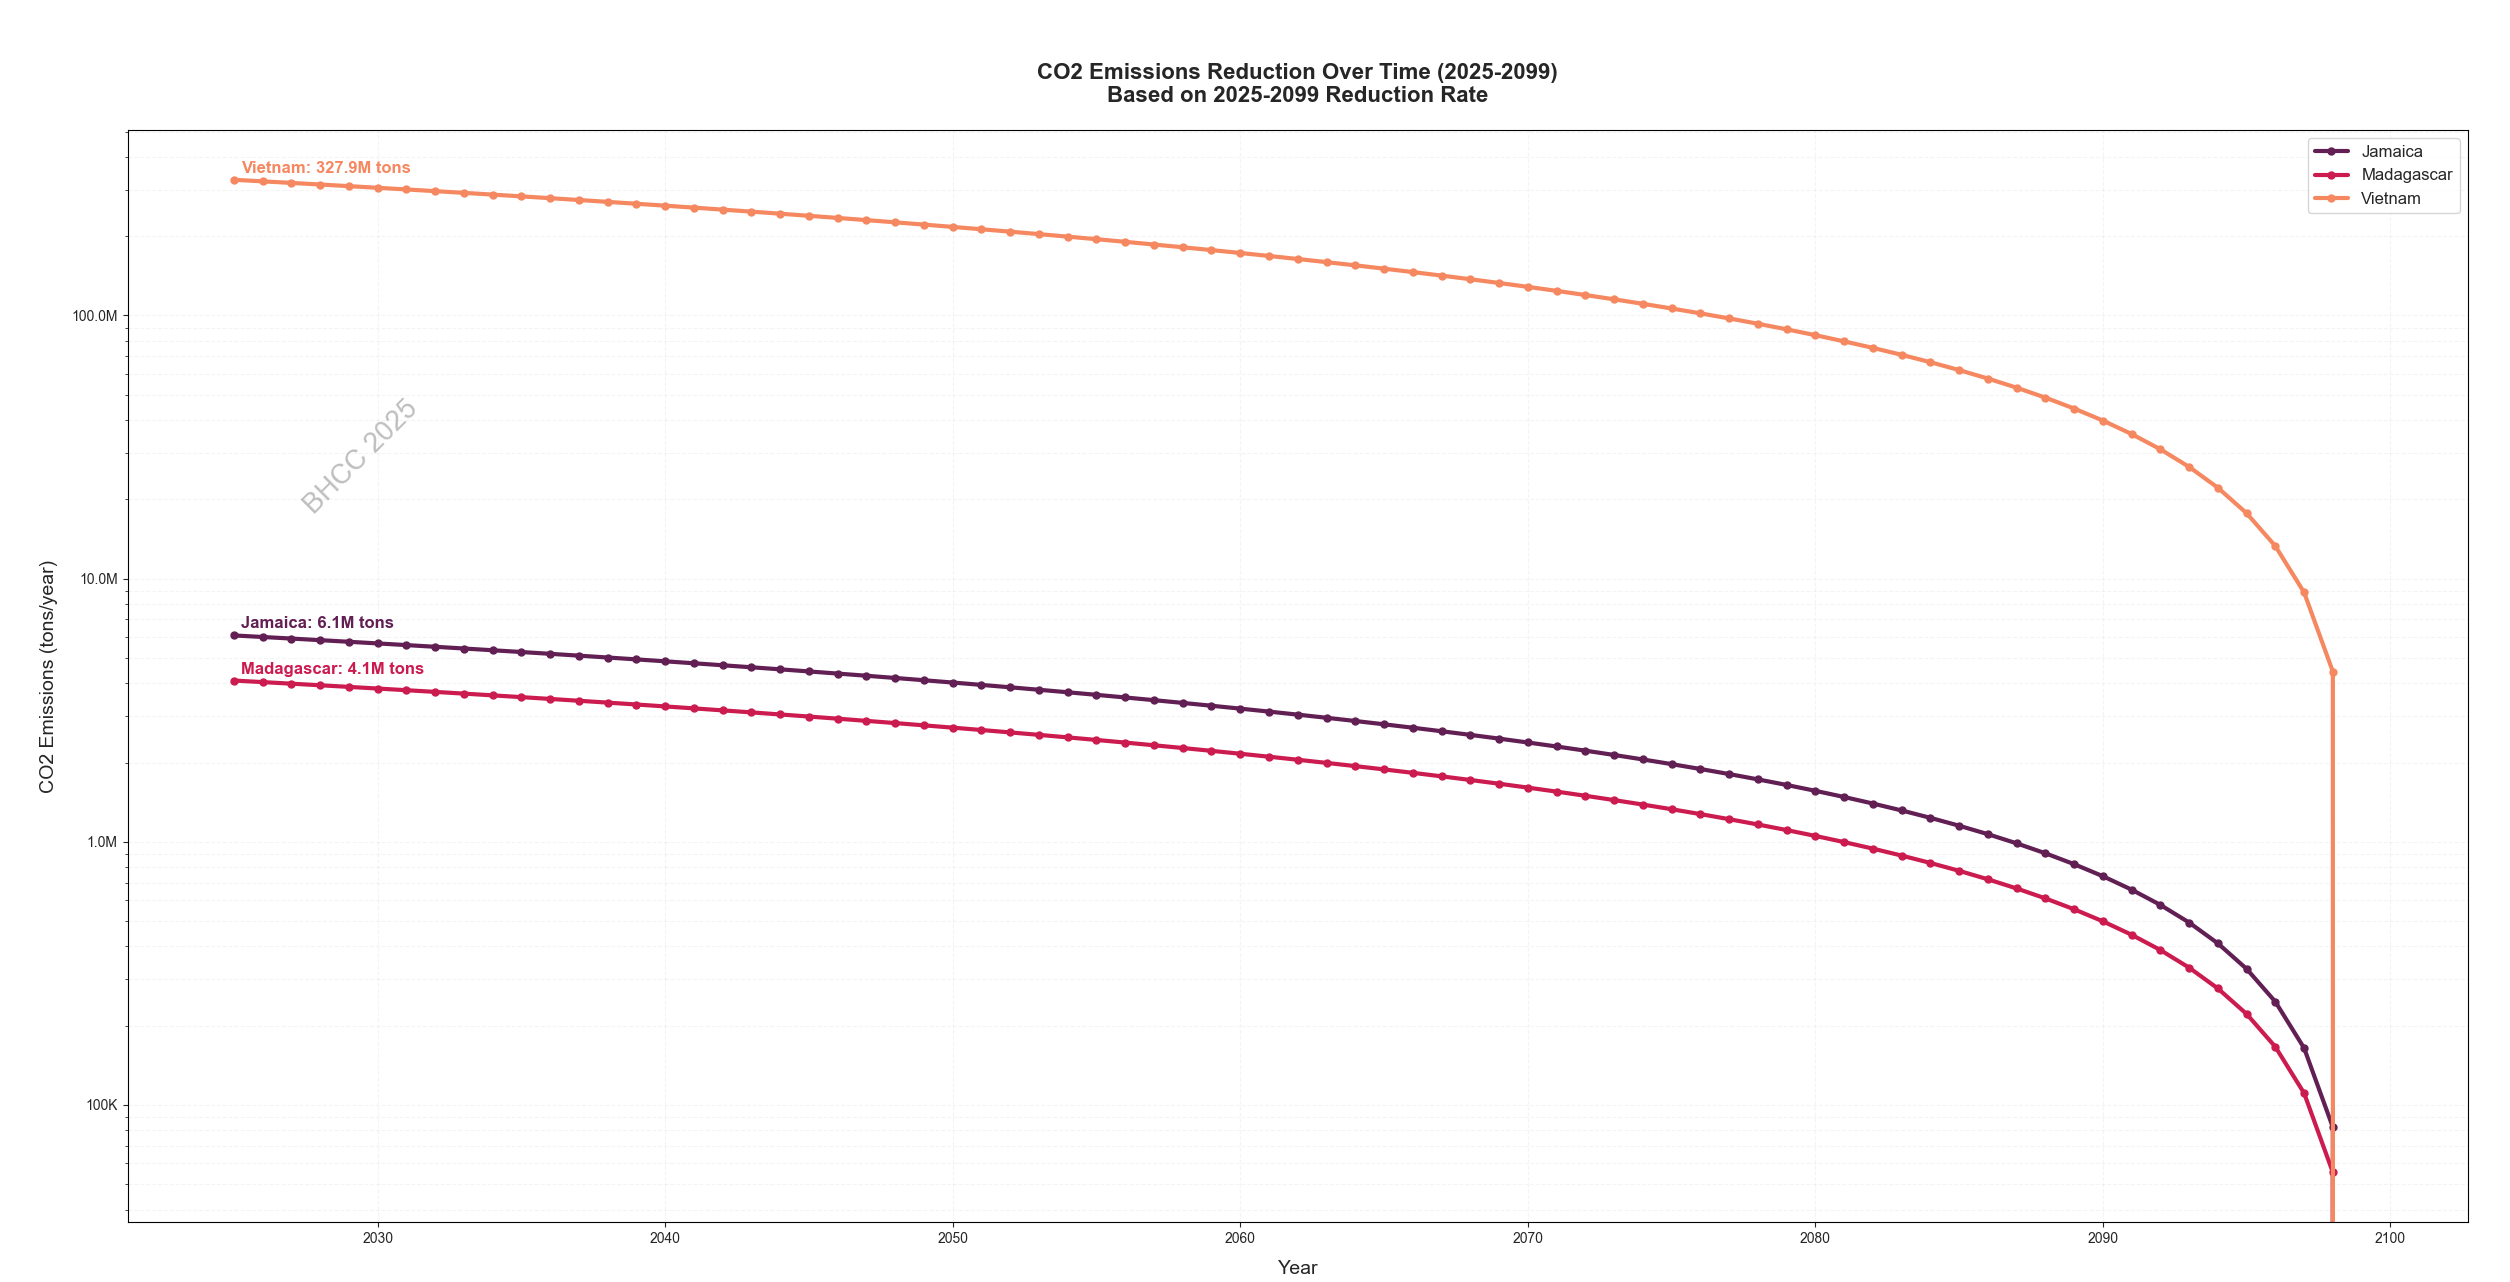 CO2 Emissions Reduction Over Time (2025-2099)
Based on 2025-2099 Reduction Rate
Jamaica
Madagascar
Vietnam
Vietnam: 327.9M tons
100.0M
BHCC 2025
10.0M
CO2 Emissions (tons/year)
Jamaica: 6.1M tons
Madagascar: 4.1M tons
1.0M
100K
2030
2040
2050
2060
2070
2080
2090
2100
Year